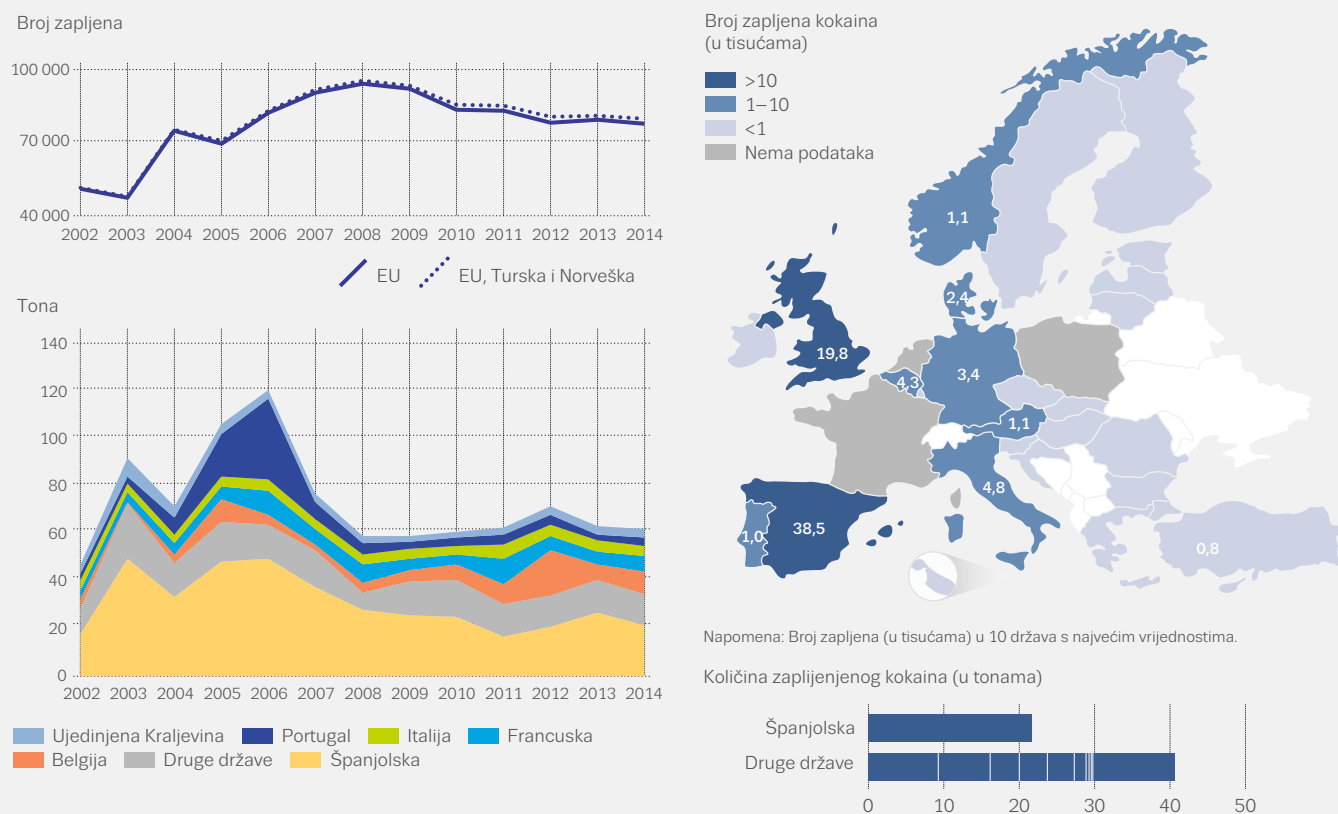 Broj zapljena
100 000
70 000
40 000
2002 2003 2004 2005 2006 2007 2008 2009 2010 2011 2012 2013 2014
EU
EU, Turska i Norveška
Tona
140
120
100
80
60
40
20
0
2002 2003 2004 2005 2006 2007 2008 2009 2010 2011 2012 2013 2014
Ujedinjena Kraljevina
Portugal
Italija
Francuska
Belgija
Druge države
Španjolska
Broj zapljena kokaina
(u tisućama)
>10
1–10
<1
Nema podataka
1,1
2,4
19,8
4,3
3,4
1,1
4,8
1,0
38,5
0,8
Napomena: Broj zapljena (u tisućama) u 10 država s najvećim vrijednostima.
Količina zaplijenjenog kokaina (u tonama)
Španjolska
Druge države
0 10 20 30 40 50